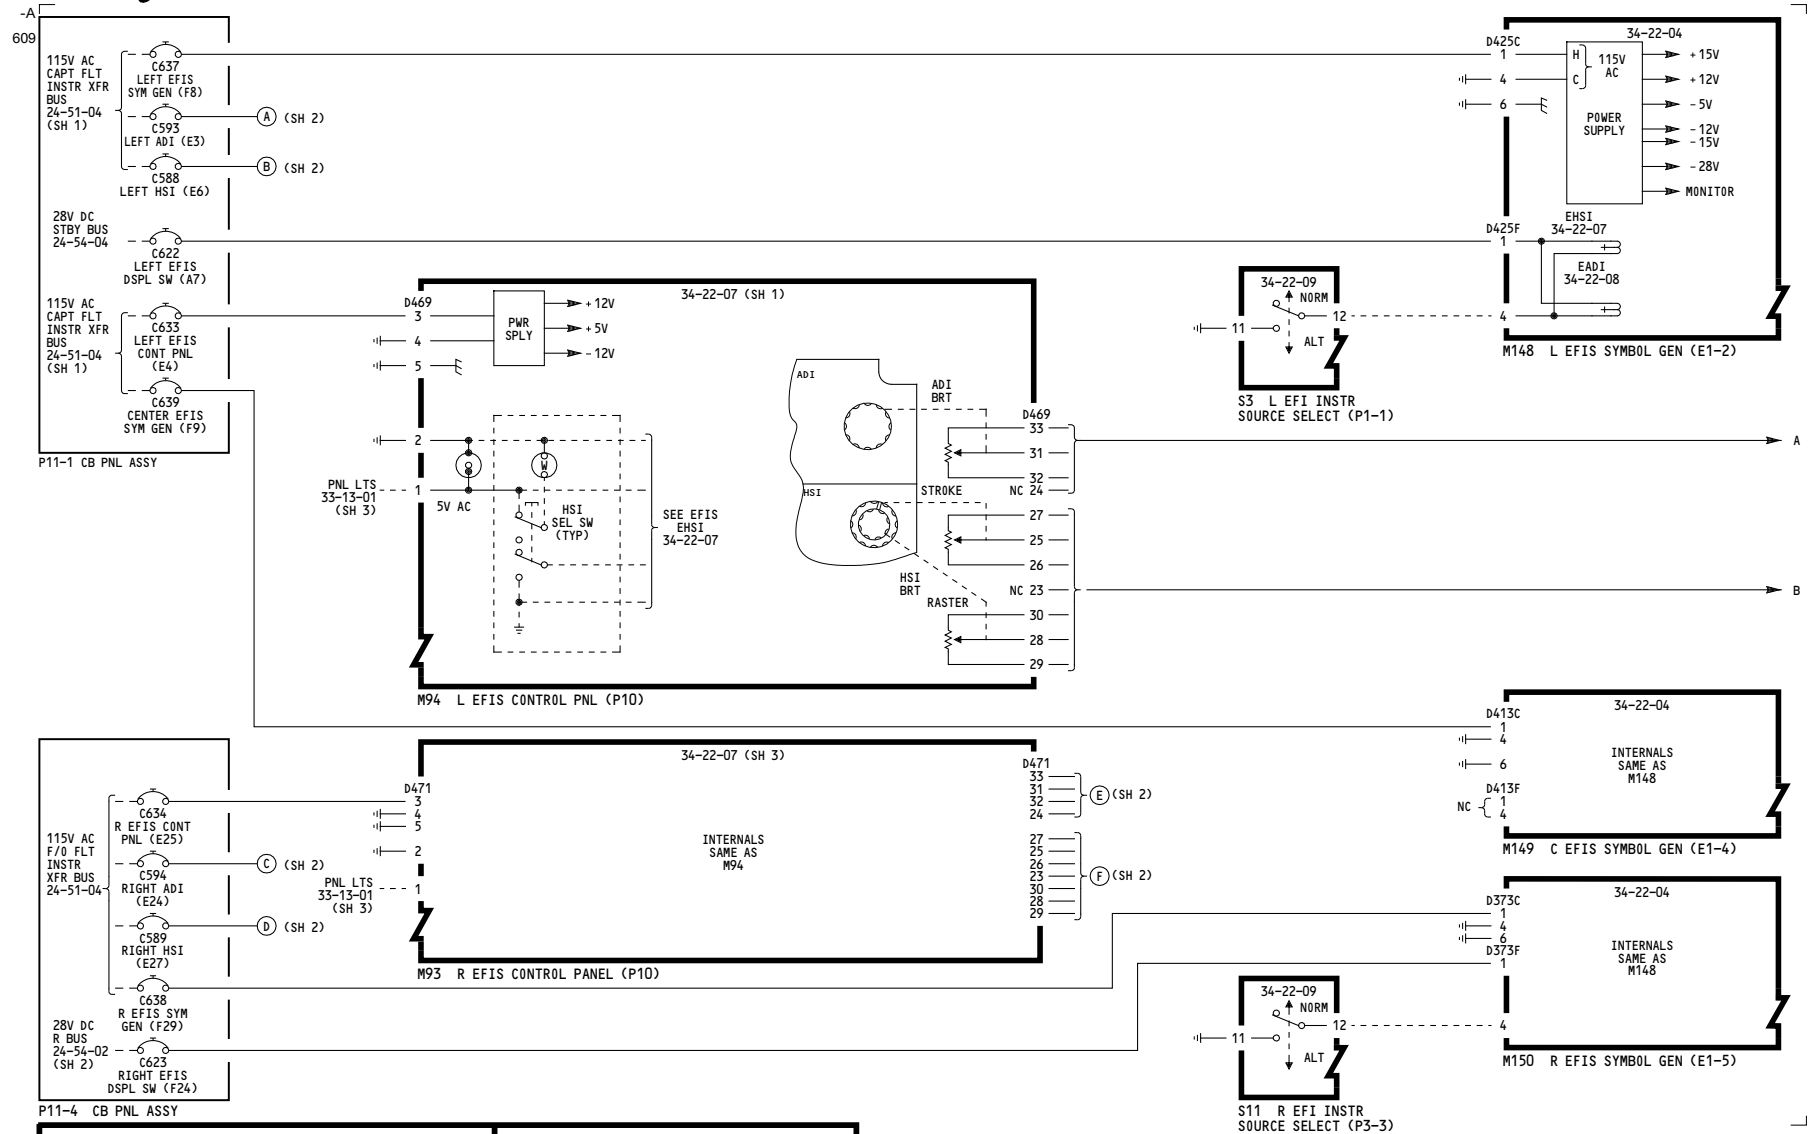 -A
609
115V AC
CAPT FLT
INSTR XFR
BUS
24-51-04
(SH 1)
C637
LEFT EFIS
SYM GEN (F8)
C593
LEFT ADI (E3)
A (SH 2)
C588
LEFT HSI (E6)
B (SH 2)
28V DC
STBY BUS
24-54-04
C622
LEFT EFIS
DSPL SW (A7)
115V AC
CAPT FLT
INSTR XFR
BUS
24-51-04
(SH 1)
C633
LEFT EFIS
CONT PNL
(E4)
C639
CENTER EFIS
SYM GEN (F9)
P11-1 CB PNL ASSY
34-22-07 (SH 1)
D469
3
4
5
2
1
PWR
SPLY
+12V
+5V
-12V
PNL LTS
33-13-01
(SH 3)
5V AC
W
HSI
SEL SW
(TYP)
SEE EFIS
EHSI
34-22-07
ADI
HSI
ADI
BRT
STROKE
HSI
BRT
RASTER
D469
33
31
32
NC 24
27
25
26
NC 23
30
28
29
A
B
M94 L EFIS CONTROL PNL (P10)
34-22-09
NORM
12
11
ALT
S3 L EFI INSTR
SOURCE SELECT (P1-1)
34-22-04
D425C
1
4
6
H
C
115V
AC
POWER
SUPPLY
+15V
+12V
-5V
-12V
-15V
-28V
MONITOR
D425F
1
4
EHSI
34-22-07
EADI
34-22-08
M148 L EFIS SYMBOL GEN (E1-2)
34-22-04
D413C
1
4
6
D413F
NC
1
4
INTERNALS
SAME AS
M148
M149 C EFIS SYMBOL GEN (E1-4)
115V AC
F/O FLT
INSTR
XFR BUS
24-51-04
C634
R EFIS CONT
PNL (E25)
C594
RIGHT ADI
(E24)
C (SH 2)
C589
RIGHT HSI
(E27)
D (SH 2)
C638
R EFIS SYM
GEN (F29)
28V DC
R BUS
24-54-02
(SH 2)
C623
RIGHT EFIS
DSPL SW (F24)
P11-4 CB PNL ASSY
34-22-07 (SH 3)
D471
3
4
5
2
1
PNL LTS
33-13-01
(SH 3)
INTERNALS
SAME AS
M94
D471
33
31
32
24
E (SH 2)
27
25
26
23
30
28
29
F (SH 2)
M93 R EFIS CONTROL PANEL (P10)
34-22-09
NORM
12
11
ALT
S11 R EFI INSTR
SOURCE SELECT (P3-3)
34-22-04
D373C
1
4
6
D373F
1
4
INTERNALS
SAME AS
M148
M150 R EFIS SYMBOL GEN (E1-5)